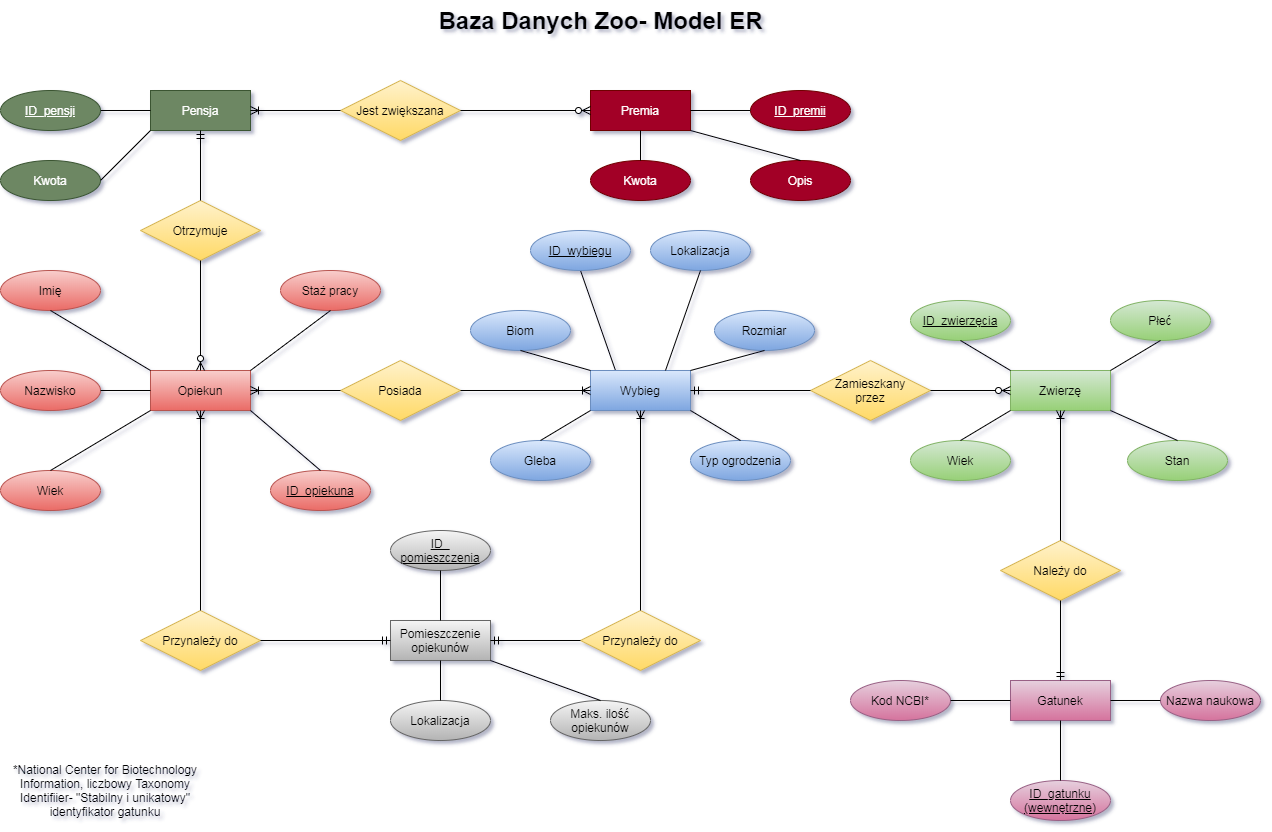 Baza Danych Zoo- Model ER
ID_pensji
Pensja
Jest zwiększana
Premia
ID_premii
Kwota
Kwota
Opis
Otrzymuje
ID_wybiegu
Lokalizacja
Imię
Staż pracy
Biom
Rozmiar
ID_zwierzęcia
Płeć
Nazwisko
Opiekun
Posiada
Wybieg
Zamieszkany
przez
Zwierzę
Wiek
ID_opiekuna
Gleba
Typ ogrodzenia
Wiek
Stan
ID_
pomieszczenia
Należy do
Przynależy do
Pomieszczenie
opiekunów
Przynależy do
Lokalizacja
Maks. ilość
opiekunów
Kod NCBI*
Gatunek
Nazwa naukowa
ID_gatunku
(wewnętrzne)
*National Center for Biotechnology
Information, liczbowy Taxonomy
Identifiier- "Stabilny i unikatowy"
identyfikator gatunku